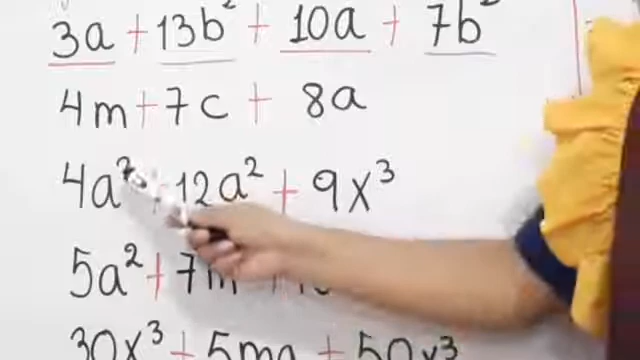 3a + 13b² + 10a + 7b²
4m + 7c + 8a
4a² + 12a² + 9x³
5a² + 7m +
30x³ + 5ma + 50x³